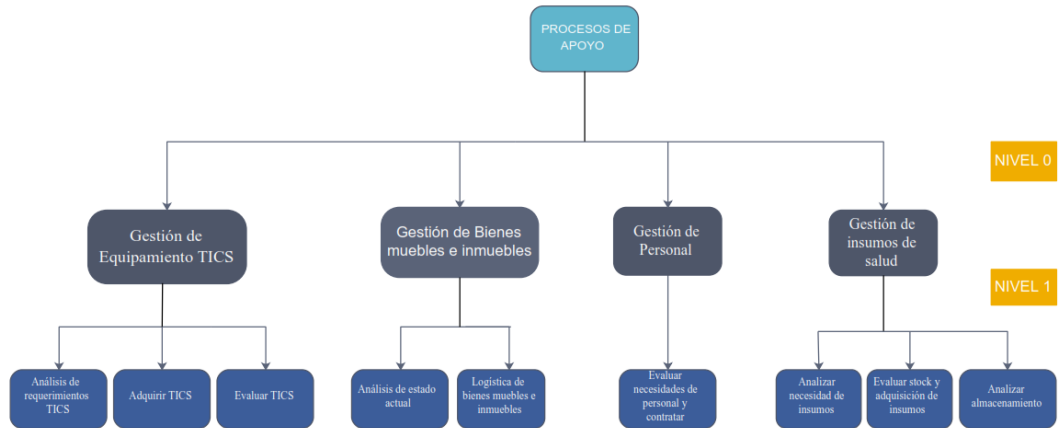 PROCESOS DE
APOYO
NIVEL 0
Gestión de
Equipamiento TICS
Gestión de Bienes
muebles e inmuebles
Gestión de
Personal
Gestión de
insumos de
salud
NIVEL 1
Análisis de
requerimientos
TICS
Adquirir TICS
Evaluar TICS
Análisis de estado
actual
Logística de
bienes muebles e
inmuebles
Evaluar
necesidades de
personal y
contratar
Analizar
necesidad de
insumos
Evaluar stock y
adquisición de
insumos
Analizar
almacenamiento